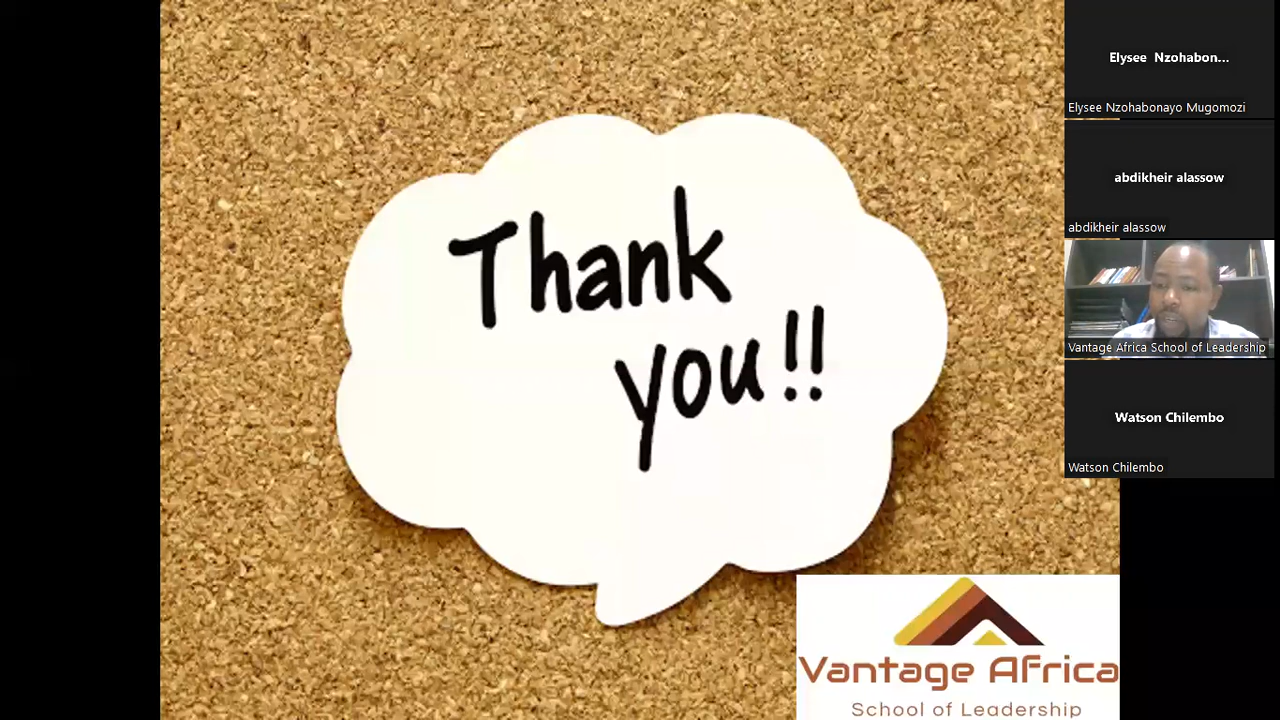 Thank
you!!
Vantage Africa
School of Leadership
Elysee Nzohabon...
Elysee Nzohabonayo Mugomozi
abdikheir alassow
abdikheir alassow
Vantage Africa School of Leadership
Watson Chilembo
Watson Chilembo